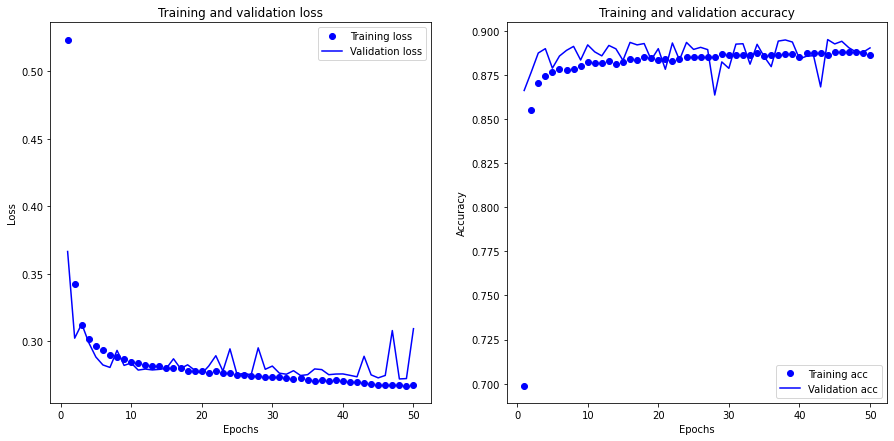 Training and validation loss
Training loss
Validation loss
0.50
0.45
0.40
0.35
0.30
Loss
0
10
20
30
40
50
Epochs
Training and validation accuracy
0.900
0.875
0.850
0.825
0.800
0.775
0.750
0.725
0.700
Accuracy
Training acc
Validation acc
0
10
20
30
40
50
Epochs